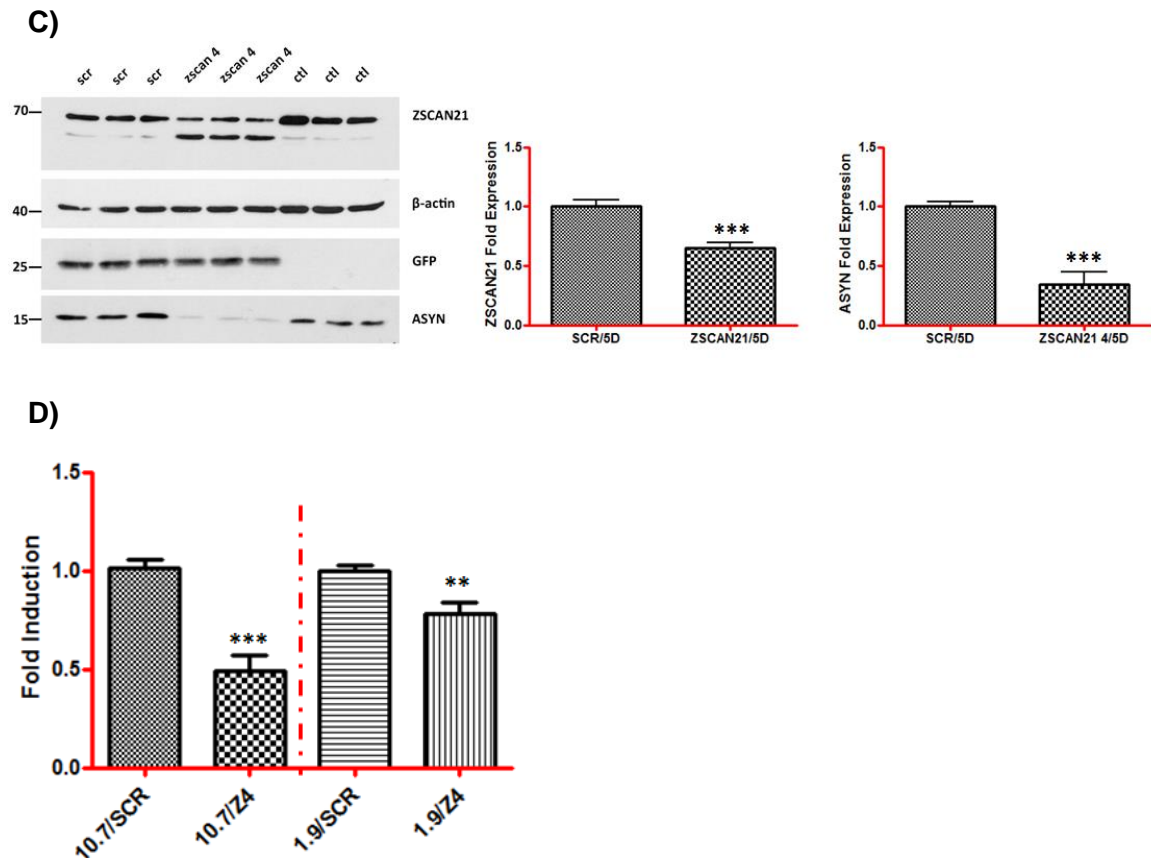 C)
scr scr scr zscan 4 zscan 4 zscan 4 ctl ctl ctl
70
ZSCAN21
40
β-actin
25
GFP
15
ASYN
ZSCAN21 Fold Expression
1.5
1.0
0.5
0.0
***
SCR/5D ZSCAN21/5D
ASYN Fold Expression
1.5
1.0
0.5
0.0
***
SCR/5D ZSCAN21 4/5D
D)
Fold Induction
1.5
1.0
0.5
0.0
***
**
10.7/SCR 10.7/Z4 1.9/SCR 1.9/Z4